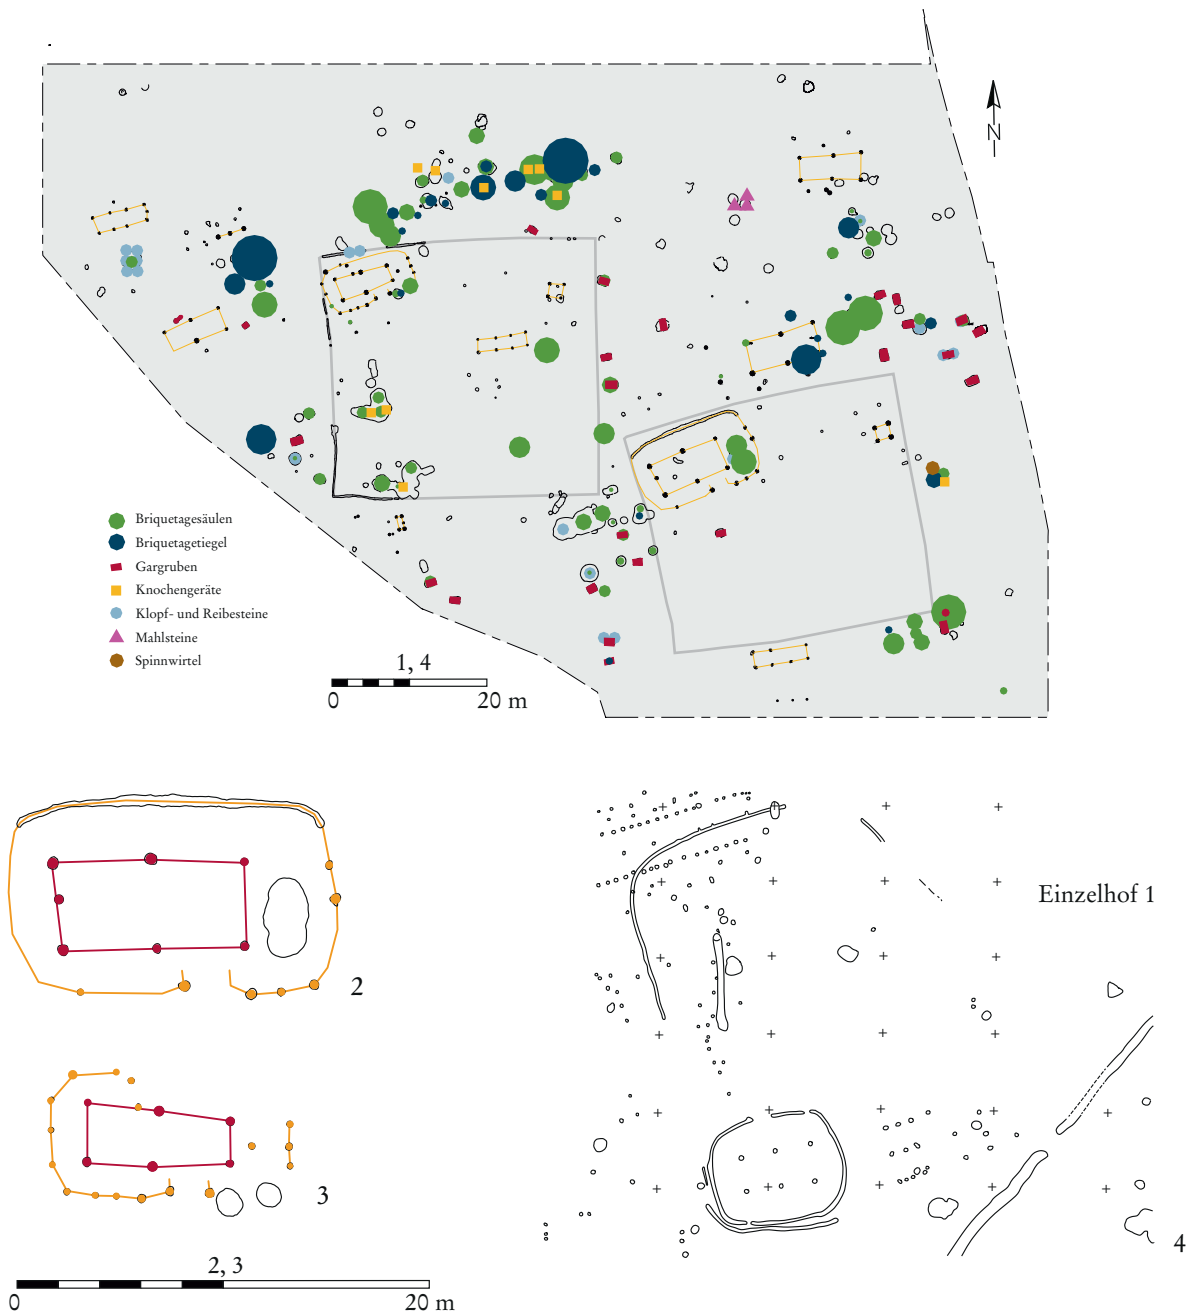 N
Briquetagesäulen
Briquetagetiegel
Gargruben
Knochengeräte
Klopf- und Reibesteine
Mahlsteine
Spinnwirtel
1, 4
0 20 m
2
Einzelhof 1
3
4
2, 3
0 20 m